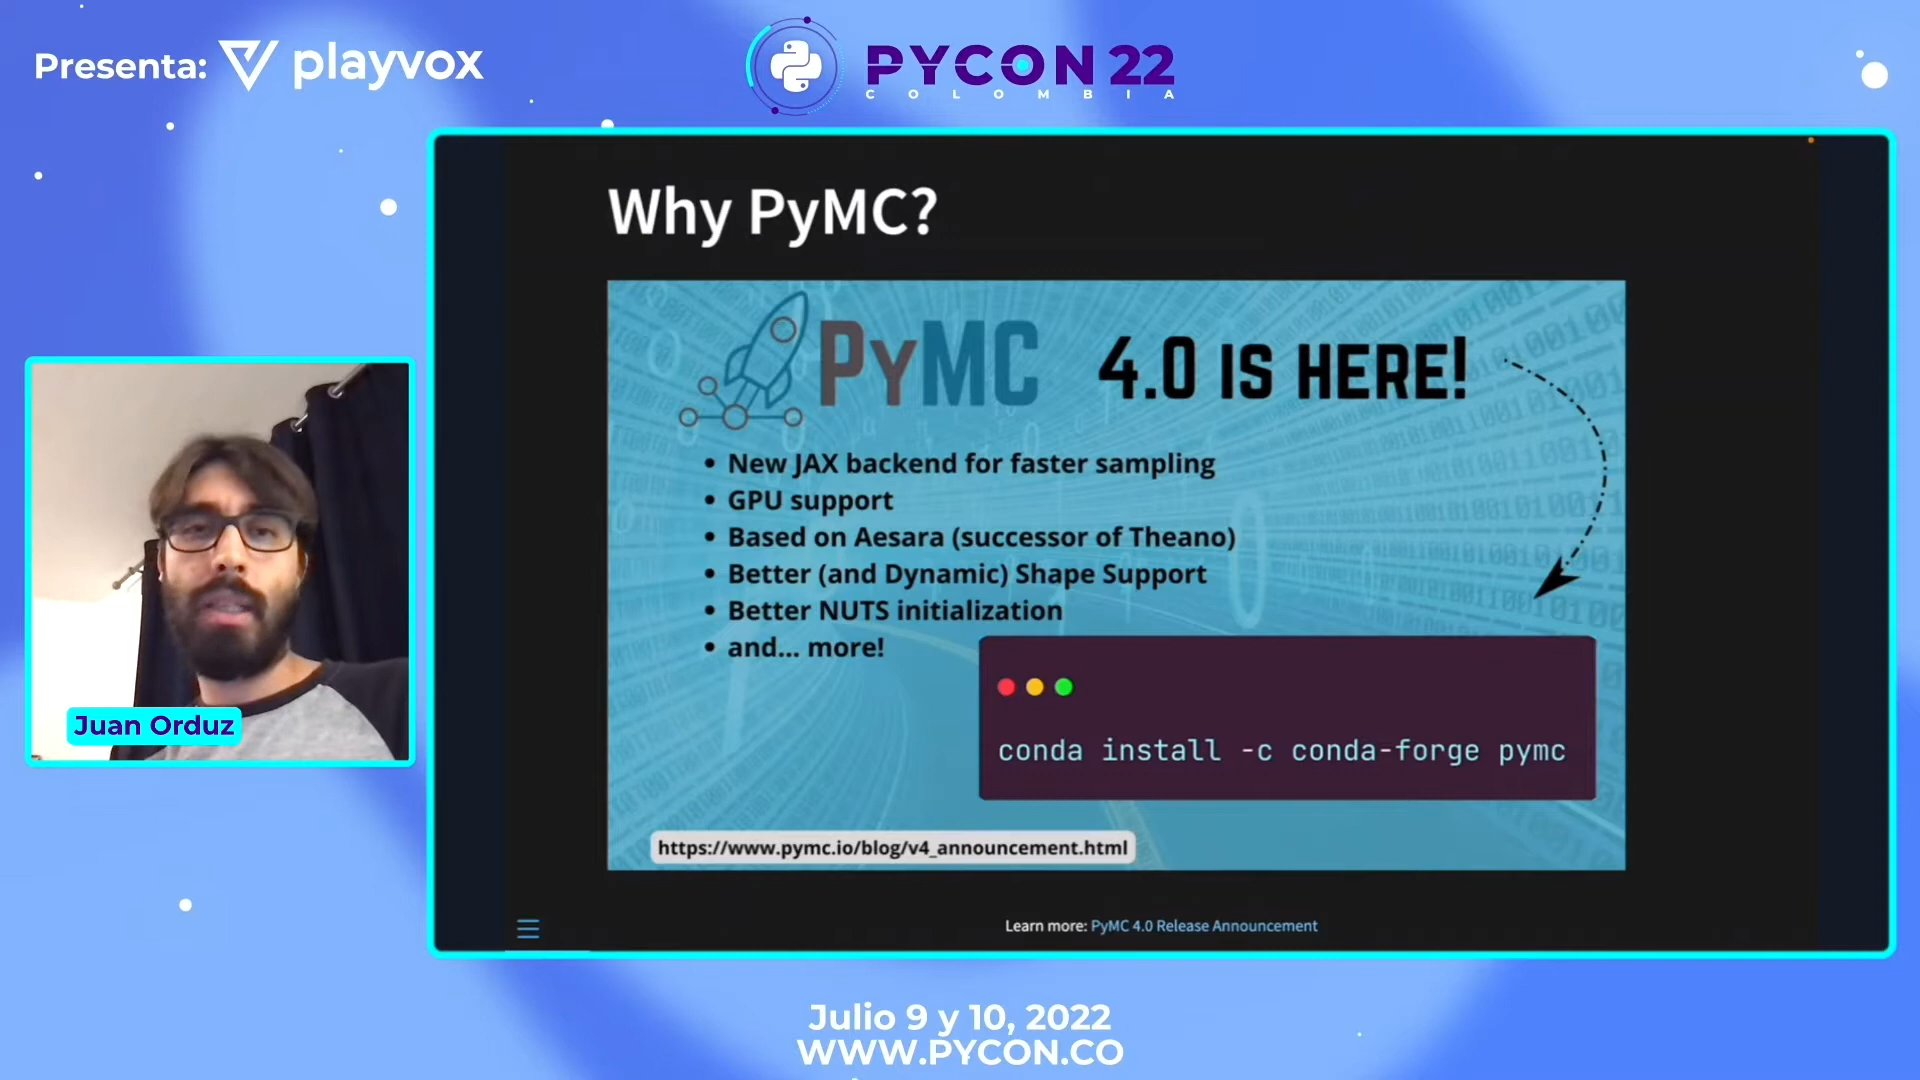 Presenta: playvox
PYCON 22
COLOMBIA
Why PyMC?
PyMC 4.0 IS HERE!
• New JAX backend for faster sampling
• GPU support
• Based on Aesara (successor of Theano)
• Better (and Dynamic) Shape Support
• Better NUTS initialization
• and... more!
conda install -c conda-forge pymc
https://www.pymc.io/blog/v4_announcement.html
Learn more: PyMC 4.0 Release Announcement
Juan Orduz
Julio 9 y 10, 2022
WWW.PYCON.CO